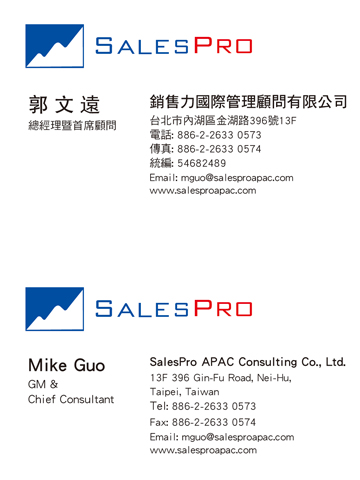 SALESPRO
郭文遠
總經理暨首席顧問
銷售力國際管理顧問有限公司
台北市內湖區金湖路396號13F
電話: 886-2-2633 0573
傳真: 886-2-2633 0574
統編: 54682489
Email: mguo@salesproapac.com
www.salesproapac.com
SALESPRO
Mike Guo
GM &
Chief Consultant
SalesPro APAC Consulting Co., Ltd.
13F 396 Gin-Fu Road, Nei-Hu,
Taipei, Taiwan
Tel: 886-2-2633 0573
Fax: 886-2-2633 0574
Email: mguo@salesproapac.com
www.salesproapac.com